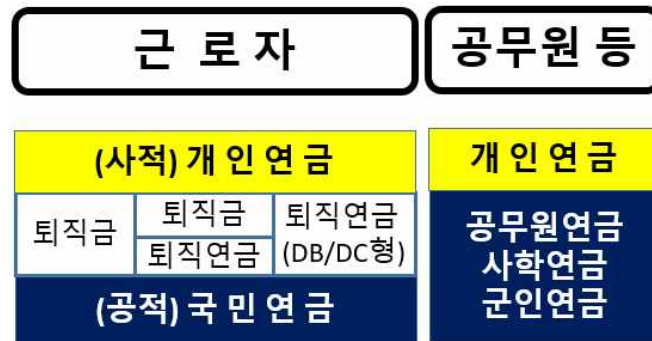 근 로 자
공무원 등
(사적) 개 인 연 금
개 인 연 금
퇴직금
퇴직금
퇴직연금
퇴직연금
(DB/DC형)
(공적) 국 민 연 금
공무원연금
사학연금
군인연금